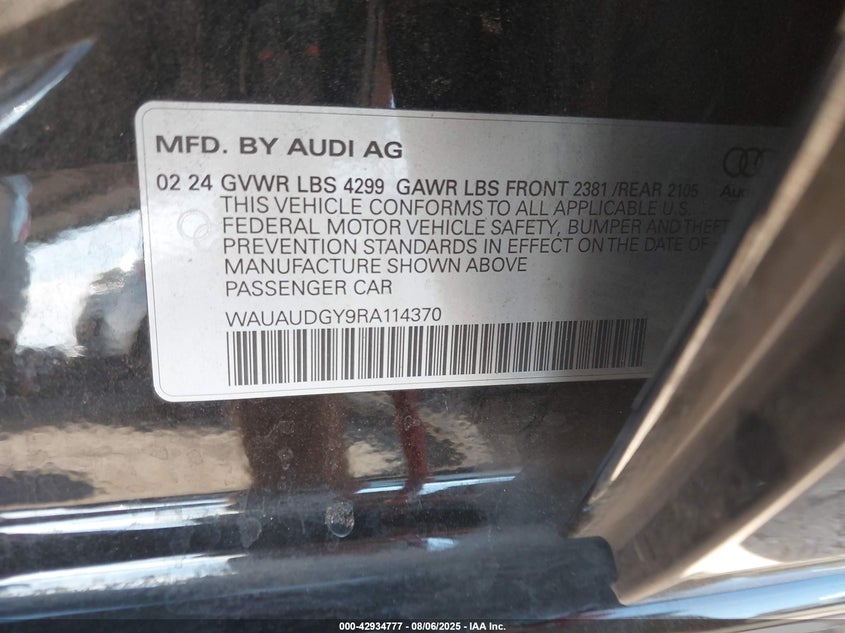 MFD. BY AUDI AG
02 24 GVWR LBS 4299 GAWR LBS FRONT 2381 /REAR 2105
Audi
THIS VEHICLE CONFORMS TO ALL APPLICABLE U.S.
FEDERAL MOTOR VEHICLE SAFETY, BUMPER AND THEFT
PREVENTION STANDARDS IN EFFECT ON THE DATE OF
MANUFACTURE SHOWN ABOVE
PASSENGER CAR
WAUAUDGY9RA114370
000-42934777 - 08/06/2025 - IAA Inc.